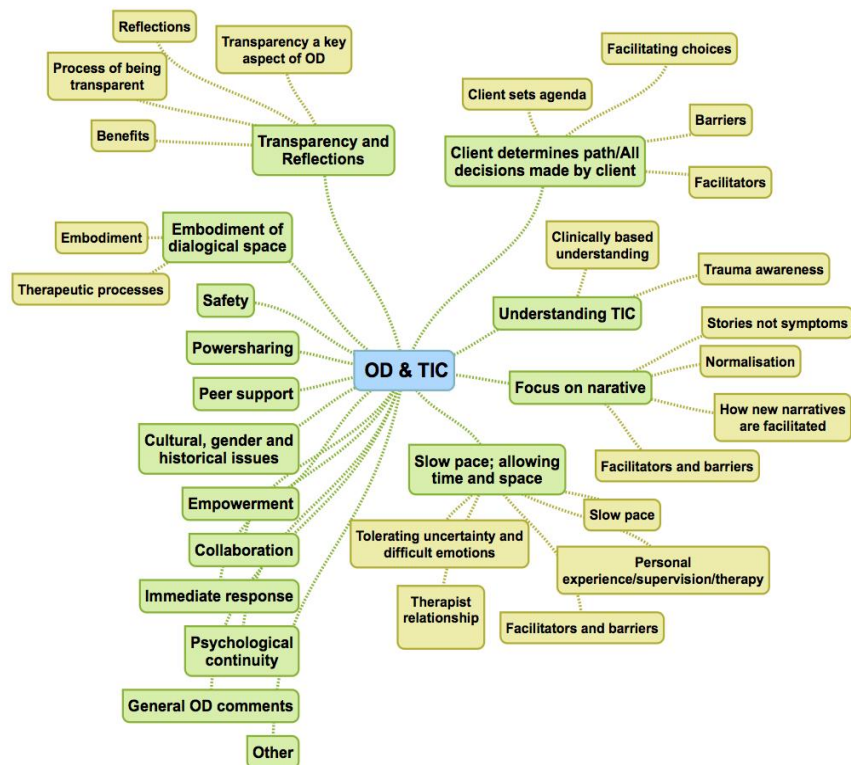 Reflections
Transparency a key
aspect of OD
Process of being
transparent
Benefits
Transparency and
Reflections
Facilitating choices
Client sets agenda
Barriers
Client determines path/All
decisions made by client
Facilitators
Embodiment of
dialogical space
Embodiment
Therapeutic processes
Clinically based
understanding
Trauma awareness
Understanding TIC
Safety
Powersharing
Peer support
Cultural, gender and
historical issues
Empowerment
Collaboration
Immediate response
Psychological
continuity
General OD comments
Other
OD & TIC
Stories not symptoms
Normalisation
Focus on narative
How new narratives
are facilitated
Facilitators and barriers
Slow pace; allowing
time and space
Slow pace
Tolerating uncertainty and
difficult emotions
Personal
experience/supervision/therapy
Therapist
relationship
Facilitators and barriers